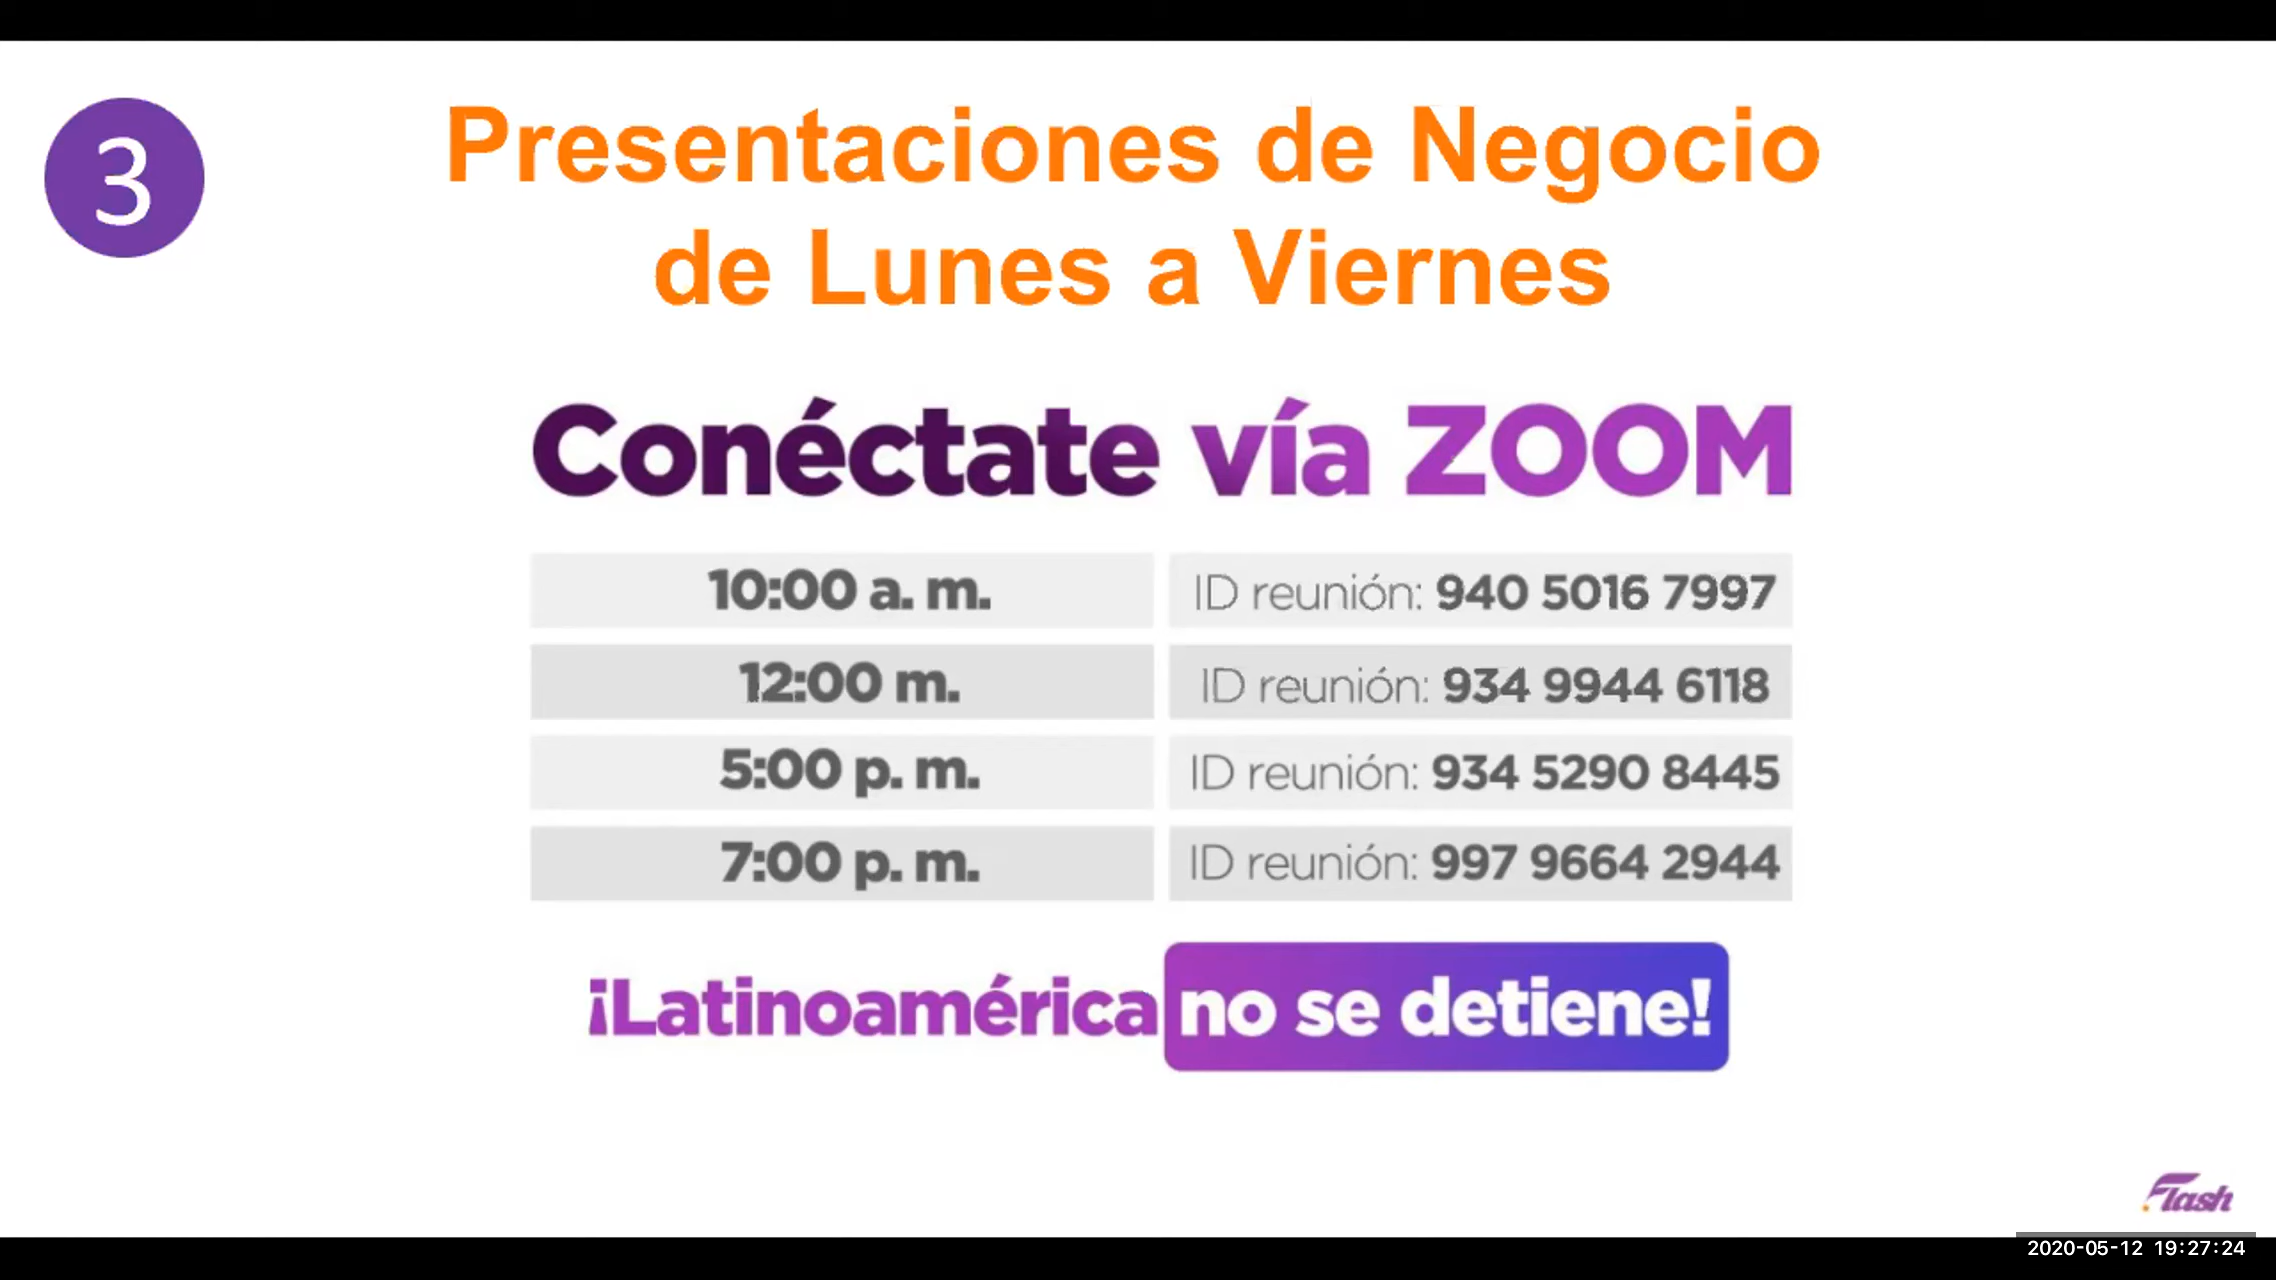 3
Presentaciones de Negocio
de Lunes a Viernes
Conéctate vía ZOOM
10:00 a. m. ID reunión: 940 5016 7997
12:00 m. ID reunión: 934 9944 6118
5:00 p. m. ID reunión: 934 5290 8445
7:00 p. m. ID reunión: 997 9664 2944
¡Latinoamérica no se detiene!
Flash
2020-05-12 19:27:24